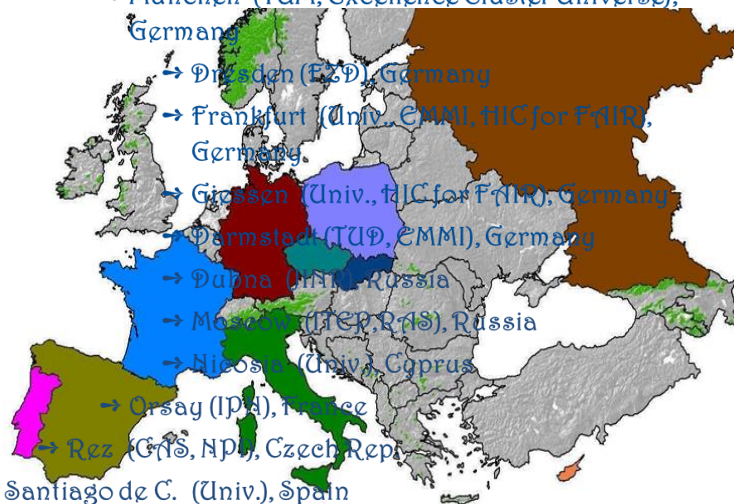 ➙ München (TUM, Excellence Cluster Universe),
Germany
➙ Dresden (FZD), Germany
➙ Frankfurt (Univ., EMMI, HIC for FAIR),
Germany
➙ Giessen (Univ., HIC for FAIR), Germany
➙ Darmstadt (TUD, EMMI), Germany
➙ Dubna (JINR), Russia
➙ Moscow (ITEP,RAS), Russia
➙ Nicosia (Univ.), Cyprus
➙ Orsay (IPN), France
➙ Rez (CAS, NPI), Czech Rep.
Santiago de C. (Univ.), Spain